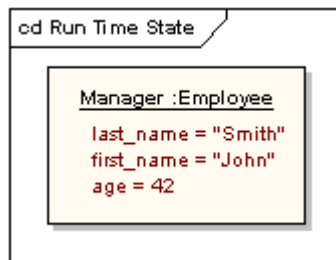 cd Run Time State
Manager :Employee
last_name = "Smith"
first_name = "John"
age = 42